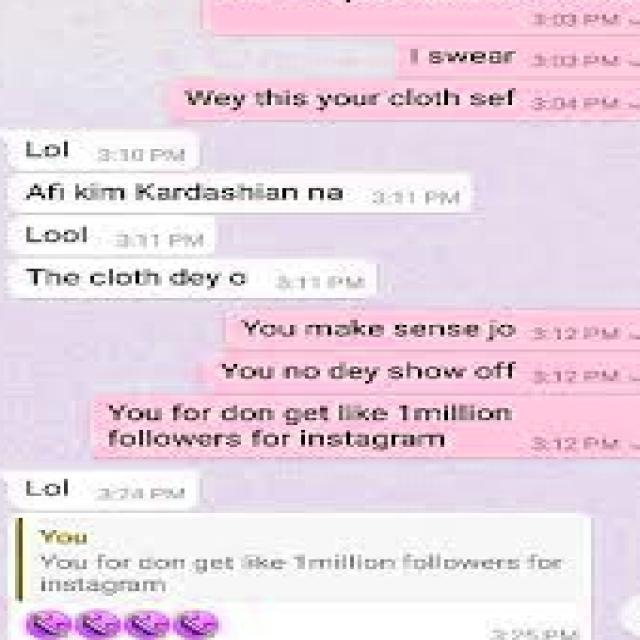 3:03 PM
I swear 3:03 PM
Wey this your cloth sef 3:04 PM
Lol 3:10 PM
Afi kim Kardashian na 3:11 PM
Lool 3:11 PM
The cloth dey o 3:11 PM
You make sense jo 3:12 PM
You no dey show off 3:12 PM
You for don get like 1million
followers for instagram 3:12 PM
Lol 3:24 PM
You
You for don get like 1million followers for
instagram
3:25 PM